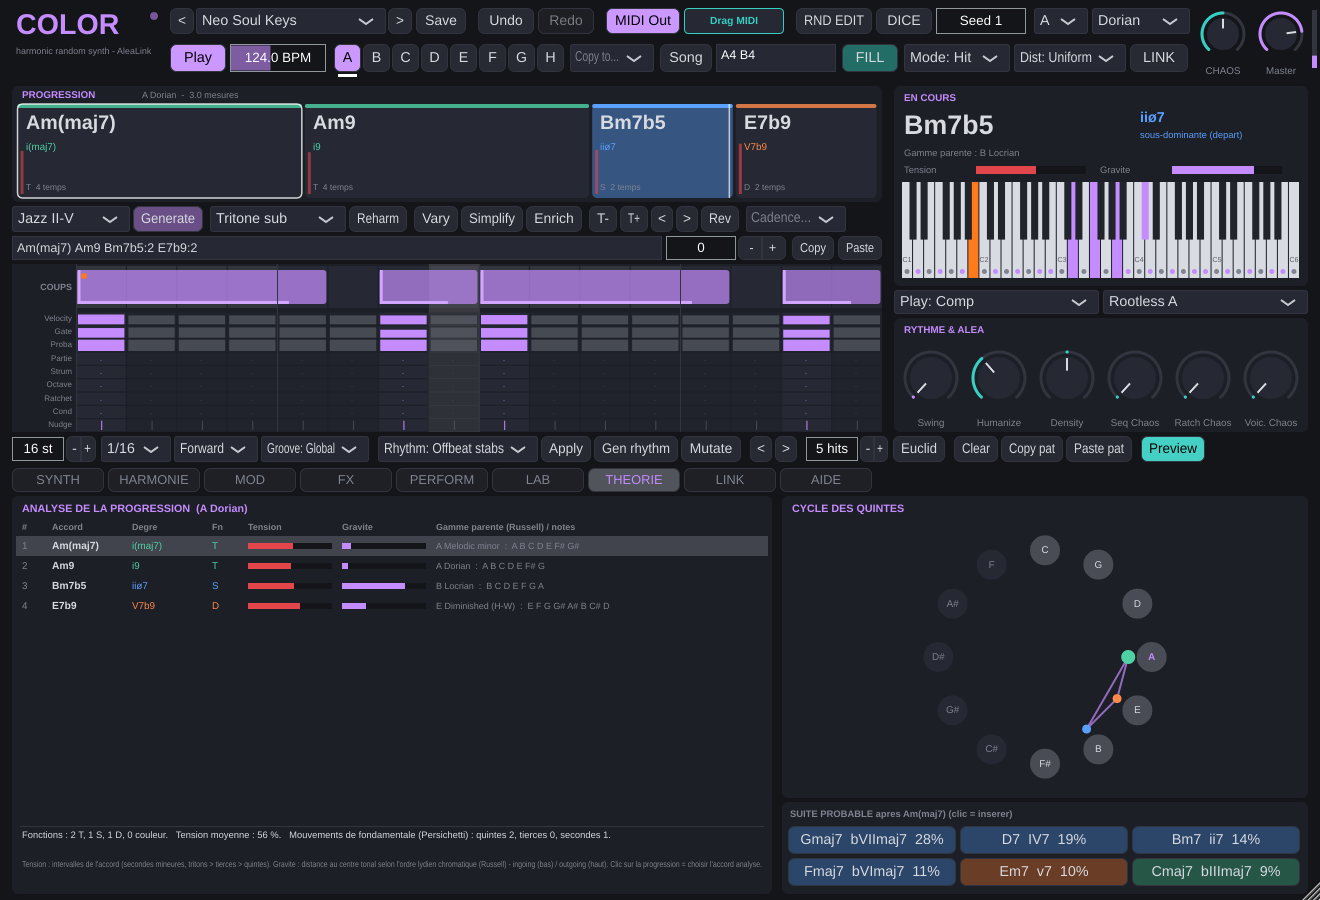 COLOR
harmonic random synth - AleaLink
< Neo Soul Keys > Save Undo Redo MIDI Out Drag MIDI RND EDIT DICE Seed 1 A Dorian
Play 124.0 BPM A B C D E F G H Copy to... Song A4 B4 FILL Mode: Hit Dist: Uniform LINK
CHAOS Master
PROGRESSION A Dorian - 3.0 mesures
Am(maj7) Am9 Bm7b5 E7b9
i(maj7) i9 iiø7 V7b9
T 4 temps T 4 temps S 2 temps D 2 temps
EN COURS
Bm7b5 iiø7
sous-dominante (depart)
Gamme parente : B Locrian
Tension Gravite
C1 C2 C3 C4 C5 C6
Jazz II-V Generate Tritone sub Reharm Vary Simplify Enrich T- T+ < > Rev Cadence...
Am(maj7) Am9 Bm7b5:2 E7b9:2 0 - + Copy Paste
Play: Comp Rootless A
COUPS
Velocity
Gate
Proba
Partie
Strum
Octave
Ratchet
Cond
Nudge
RYTHME & ALEA
Swing Humanize Density Seq Chaos Ratch Chaos Voic. Chaos
16 st - + 1/16 Forward Groove: Global Rhythm: Offbeat stabs Apply Gen rhythm Mutate < > 5 hits - + Euclid Clear Copy pat Paste pat Preview
SYNTH HARMONIE MOD FX PERFORM LAB THEORIE LINK AIDE
ANALYSE DE LA PROGRESSION (A Dorian)
# Accord Degre Fn Tension Gravite Gamme parente (Russell) / notes
1 Am(maj7) i(maj7) T A Melodic minor : A B C D E F# G#
2 Am9 i9 T A Dorian : A B C D E F# G
3 Bm7b5 iiø7 S B Locrian : B C D E F G A
4 E7b9 V7b9 D E Diminished (H-W) : E F G G# A# B C# D
Fonctions : 2 T, 1 S, 1 D, 0 couleur. Tension moyenne : 56 %. Mouvements de fondamentale (Persichetti) : quintes 2, tierces 0, secondes 1.
Tension : intervalles de l'accord (secondes mineures, tritons > tierces > quintes). Gravite : distance au centre tonal selon l'ordre lydien chromatique (Russell) - ingoing (bas) / outgoing (haut). Clic sur la progression = choisir l'accord analyse.
CYCLE DES QUINTES
C
F G
A# D
D# A
G# E
C# B
F#
SUITE PROBABLE apres Am(maj7) (clic = inserer)
Gmaj7 bVIImaj7 28% D7 IV7 19% Bm7 ii7 14%
Fmaj7 bVImaj7 11% Em7 v7 10% Cmaj7 bIIImaj7 9%